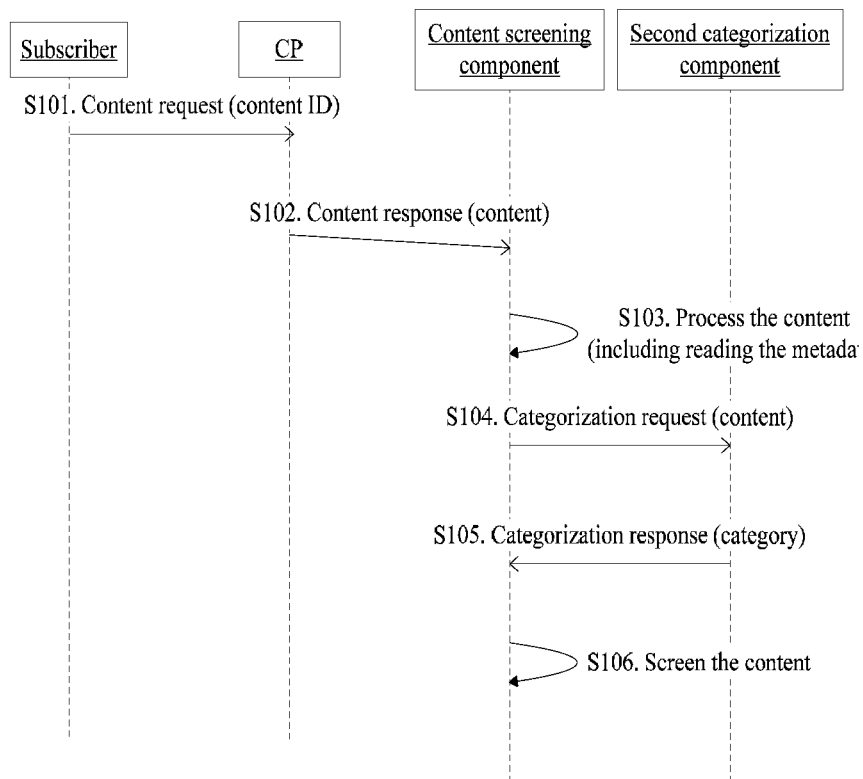 Subscriber
CP
Content screening
component
Second categorization
component
S101. Content request (content ID)
S102. Content response (content)
S103. Process the content
(including reading the metada
S104. Categorization request (content)
S105. Categorization response (category)
S106. Screen the content